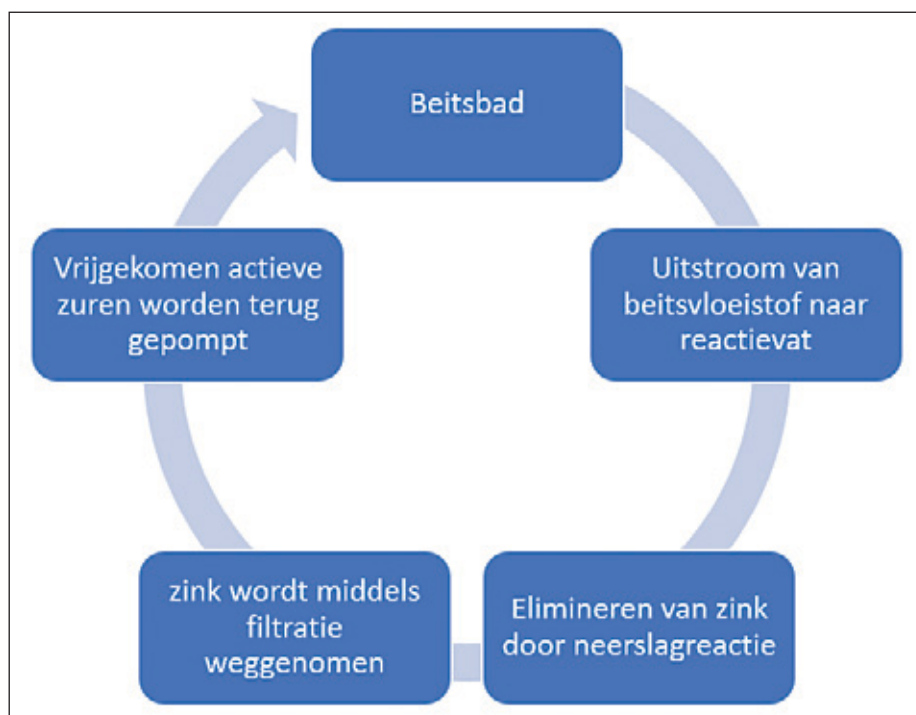 Beitsbad
Uitstroom van
beitsvloeistof naar
reactievat
Elimineren van zink
door neerslagreactie
zink wordt middels
filtratie
weggenomen
Vrijgekomen actieve
zuren worden terug
gepompt